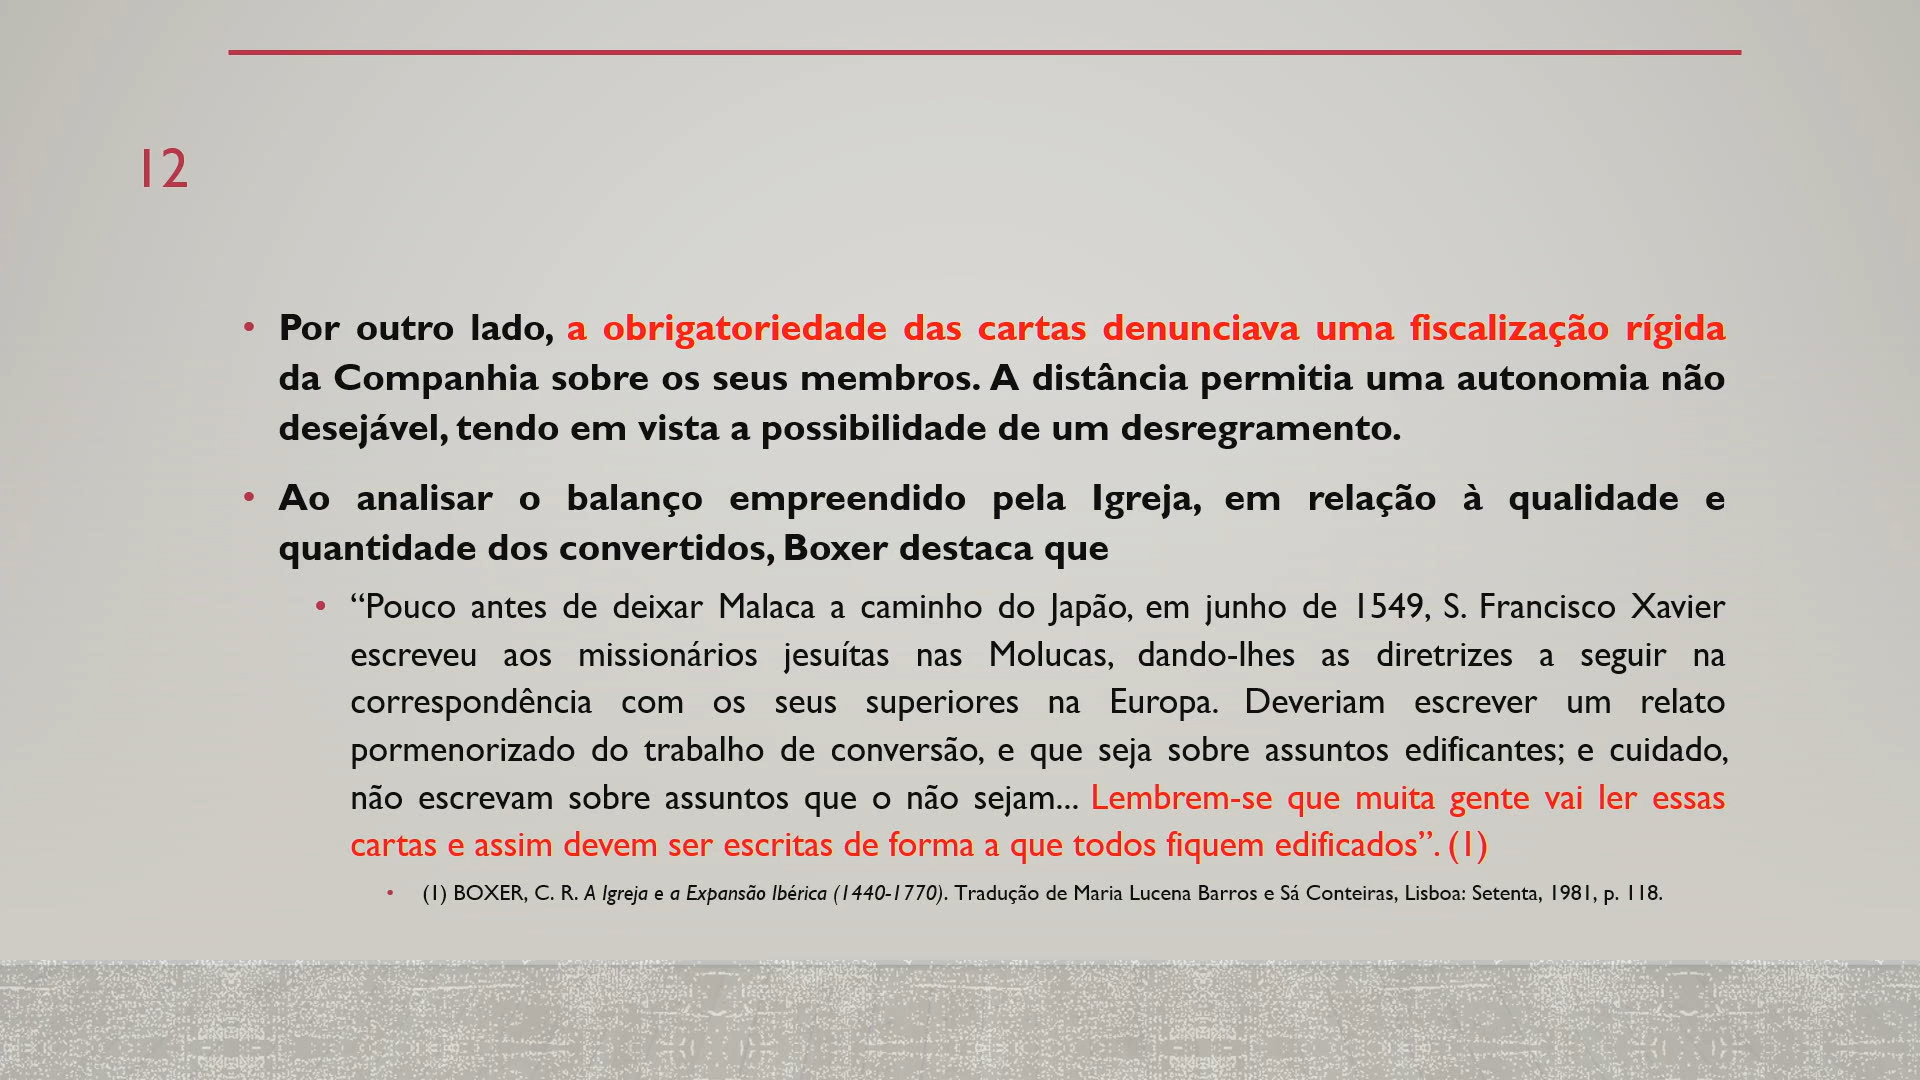 12
• Por outro lado, a obrigatoriedade das cartas denunciava uma fiscalização rígida
da Companhia sobre os seus membros. A distância permitia uma autonomia não
desejável, tendo em vista a possibilidade de um desregramento.
• Ao analisar o balanço empreendido pela Igreja, em relação à qualidade e
quantidade dos convertidos, Boxer destaca que
• “Pouco antes de deixar Malaca a caminho do Japão, em junho de 1549, S. Francisco Xavier
escreveu aos missionários jesuítas nas Molucas, dando-lhes as diretrizes a seguir na
correspondência com os seus superiores na Europa. Deveriam escrever um relato
pormenorizado do trabalho de conversão, e que seja sobre assuntos edificantes; e cuidado,
não escrevam sobre assuntos que o não sejam... Lembrem-se que muita gente vai ler essas
cartas e assim devem ser escritas de forma a que todos fiquem edificados”. (1)
• (1) BOXER, C. R. A Igreja e a Expansão Ibérica (1440-1770). Tradução de Maria Lucena Barros e Sá Conteiras, Lisboa: Setenta, 1981, p. 118.